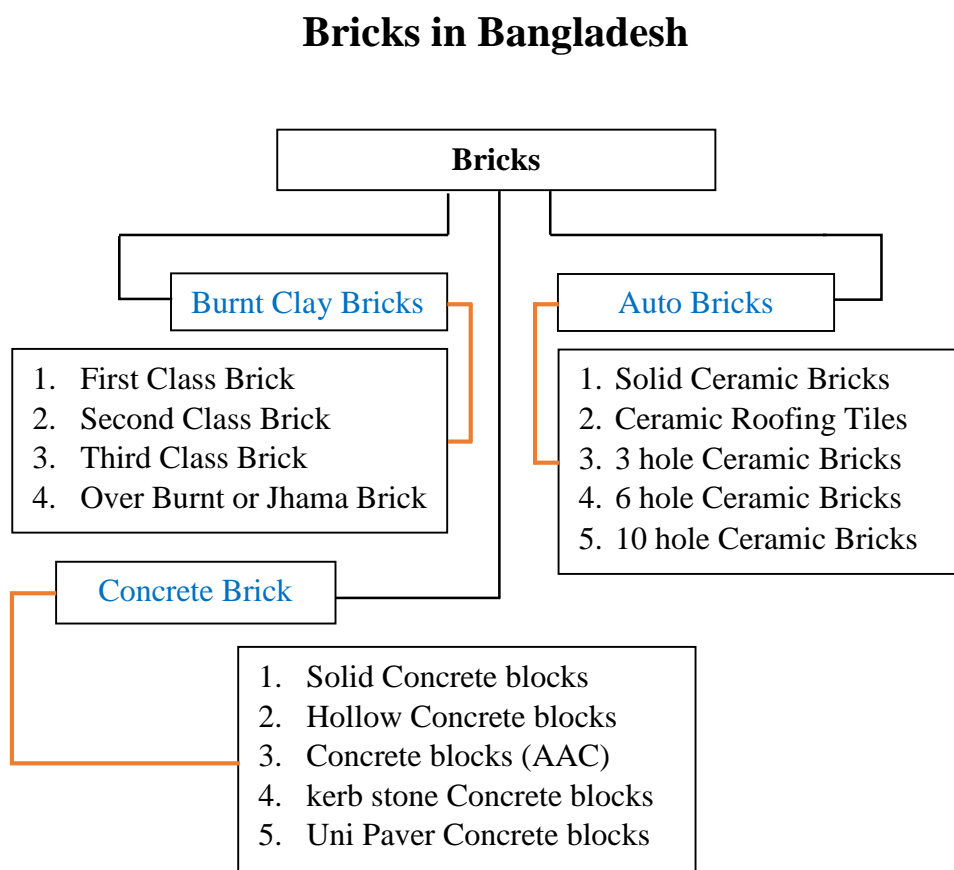 Bricks in Bangladesh
Bricks
Burnt Clay Bricks
1. First Class Brick
2. Second Class Brick
3. Third Class Brick
4. Over Burnt or Jhama Brick
Auto Bricks
1. Solid Ceramic Bricks
2. Ceramic Roofing Tiles
3. 3 hole Ceramic Bricks
4. 6 hole Ceramic Bricks
5. 10 hole Ceramic Bricks
Concrete Brick
1. Solid Concrete blocks
2. Hollow Concrete blocks
3. Concrete blocks (AAC)
4. kerb stone Concrete blocks
5. Uni Paver Concrete blocks